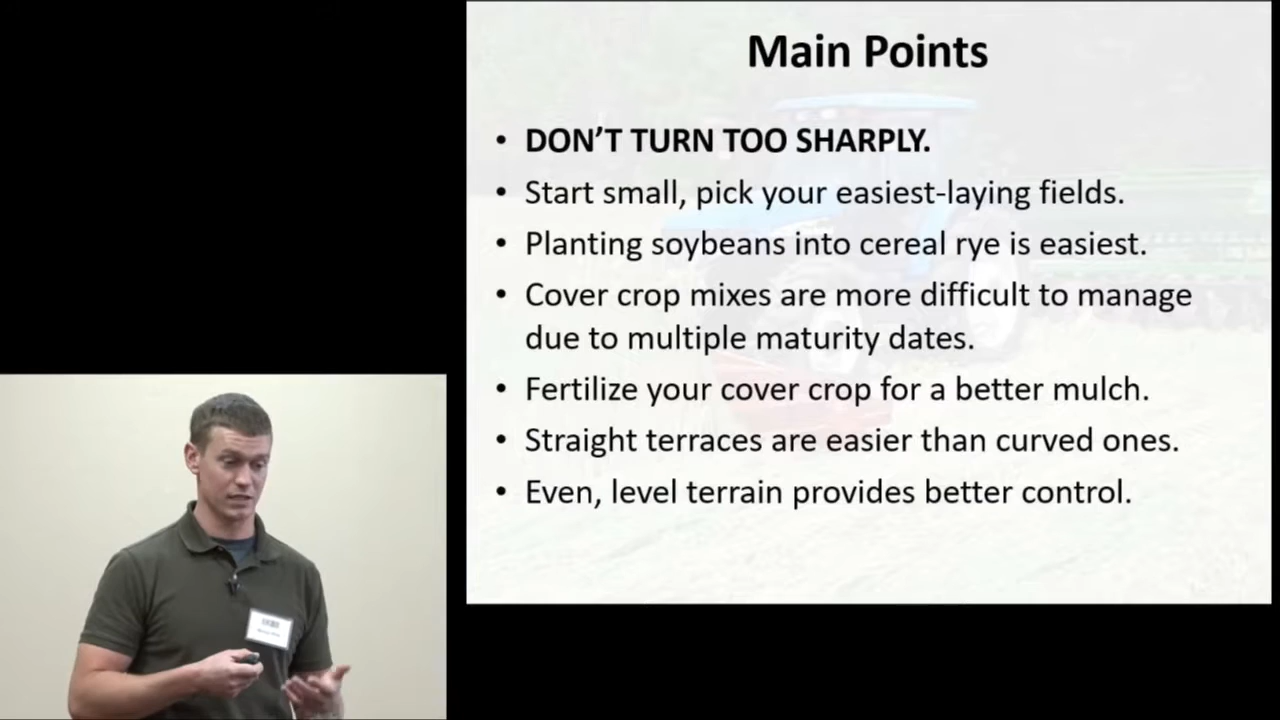 Main Points
• DON’T TURN TOO SHARPLY.
• Start small, pick your easiest-laying fields.
• Planting soybeans into cereal rye is easiest.
• Cover crop mixes are more difficult to manage
due to multiple maturity dates.
• Fertilize your cover crop for a better mulch.
• Straight terraces are easier than curved ones.
• Even, level terrain provides better control.